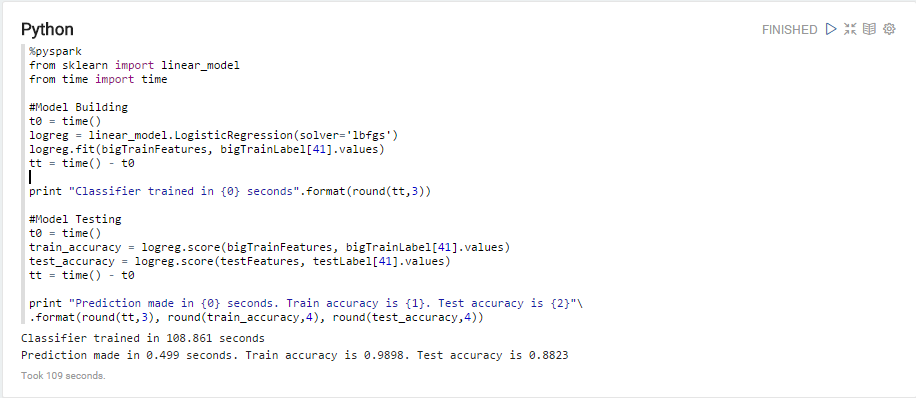 Python
FINISHED
%pyspark
from sklearn import linear_model
from time import time
#Model Building
t0 = time()
logreg = linear_model.LogisticRegression(solver='lbfgs')
logreg.fit(bigTrainFeatures, bigTrainLabel[41].values)
tt = time() - t0
print "Classifier trained in {0} seconds".format(round(tt,3))
#Model Testing
t0 = time()
train_accuracy = logreg.score(bigTrainFeatures, bigTrainLabel[41].values)
test_accuracy = logreg.score(testFeatures, testLabel[41].values)
tt = time() - t0
print "Prediction made in {0} seconds. Train accuracy is {1}. Test accuracy is {2}"\
.format(round(tt,3), round(train_accuracy,4), round(test_accuracy,4))
Classifier trained in 108.861 seconds
Prediction made in 0.499 seconds. Train accuracy is 0.9898. Test accuracy is 0.8823
Took 109 seconds.